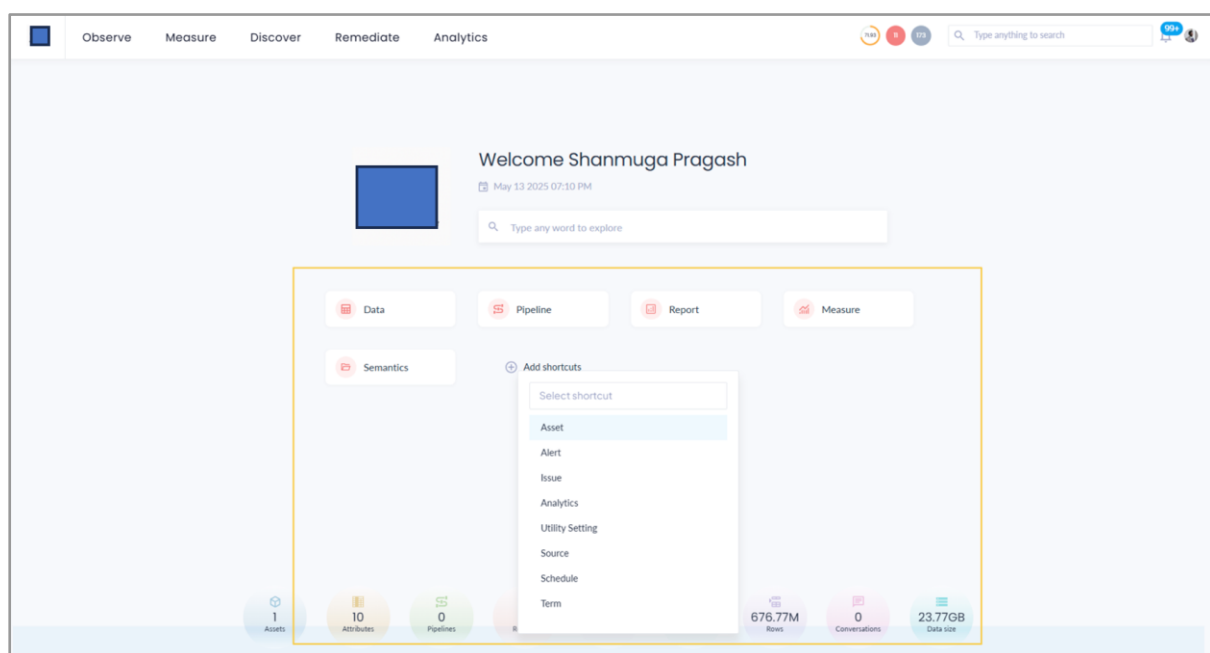 Observe Measure Discover Remediate Analytics
Type anything to search
99+
Welcome Shanmuga Pragash
May 13 2025 07:10 PM
Type any word to explore
Data Pipeline Report Measure
Semantics Add shortcuts
Select shortcut
Asset
Alert
Issue
Analytics
Utility Setting
Source
Schedule
Term
1 10 0 676.77M 0 23.77GB
Assets Attributes Pipelines Rows Conversations Data size